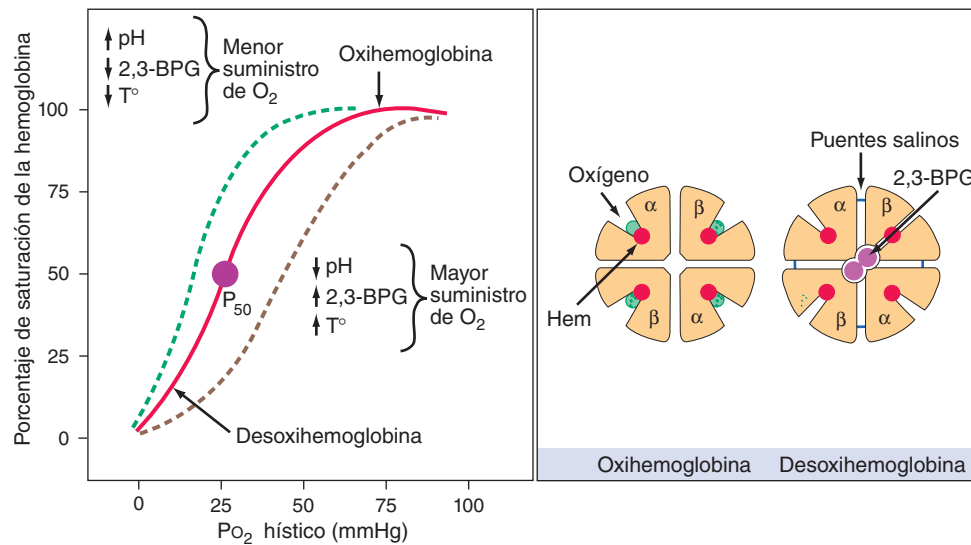 Porcentaje de saturación de la hemoglobina
100
75
50
25
0
↑ pH
↓ 2,3-BPG
↓ T°
Menor
suministro
de O₂
Oxihemoglobina
P₅₀
↓ pH
↑ 2,3-BPG
↑ T°
Mayor
suministro
de O₂
Desoxihemoglobina
0 25 50 75 100
PO₂ hístico (mmHg)
Puentes salinos
2,3-BPG
Oxígeno
α β
β α
Hem
α β
β α
Oxihemoglobina Desoxihemoglobina